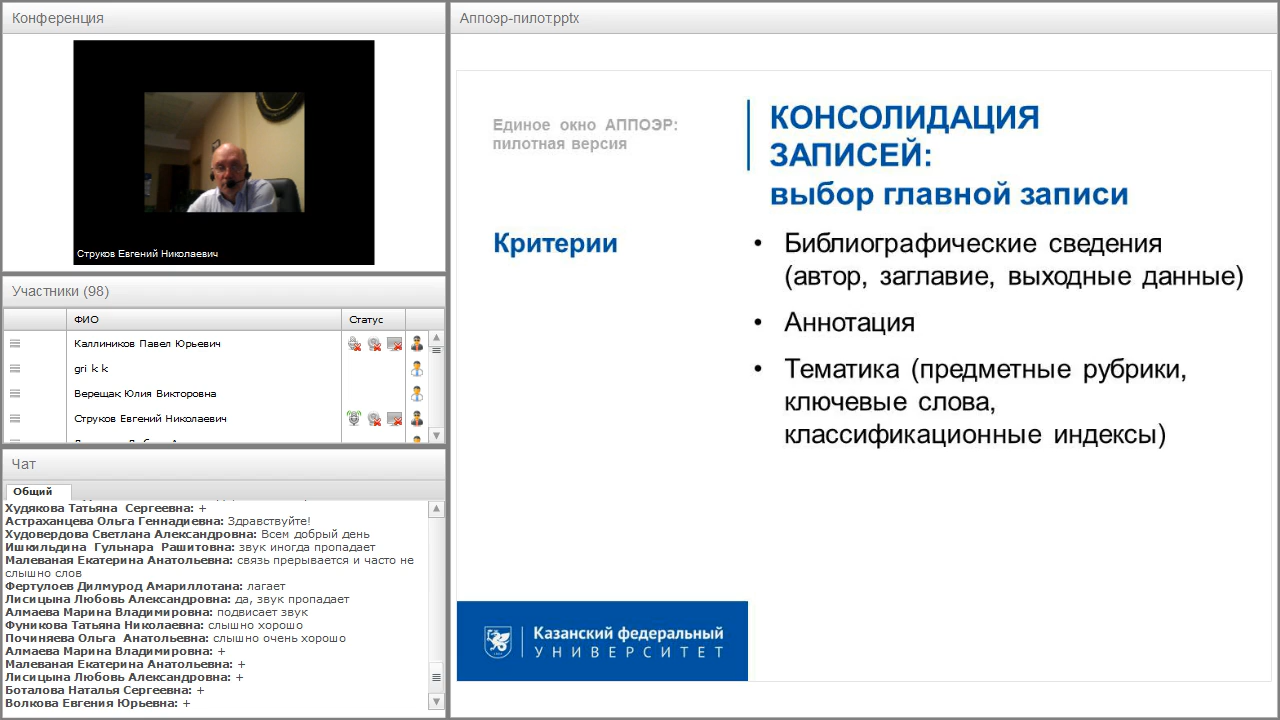 Конференция
Струков Евгений Николаевич
Участники (98)
ФИО
Статус
Каллиников Павел Юрьевич
gri k k
Верещак Юлия Викторовна
Струков Евгений Николаевич
Чат
Общий
Худякова Татьяна Сергеевна: +
Астраханцева Ольга Геннадиевна: Здравствуйте!
Худовердова Светлана Александровна: Всем добрый день
Ишкильдина Гульнара Рашитовна: звук иногда пропадает
Малеваная Екатерина Анатольевна: связь прерывается и часто не
слышно слов
Фертулоев Дилмурод Амариллотана: лагает
Лисицына Любовь Александровна: да, звук пропадает
Алмаева Марина Владимировна: подвисает звук
Фуникова Татьяна Николаевна: слышно хорошо
Починяева Ольга Анатольевна: слышно очень хорошо
Алмаева Марина Владимировна: +
Малеваная Екатерина Анатольевна: +
Лисицына Любовь Александровна: +
Боталова Наталья Сергеевна: +
Волкова Евгения Юрьевна: +
Аппоэр-пилот.pptx
Единое окно АППОЭР:
пилотная версия
КОНСОЛИДАЦИЯ
ЗАПИСЕЙ:
выбор главной записи
Критерии
• Библиографические сведения
(автор, заглавие, выходные данные)
• Аннотация
• Тематика (предметные рубрики,
ключевые слова,
классификационные индексы)
Казанский федеральный
УНИВЕРСИТЕТ